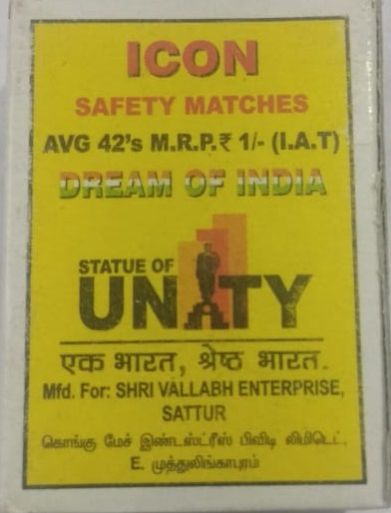 ICON
SAFETY MATCHES
AVG 42's M.R.P.₹ 1/- (I.A.T)
DREAM OF INDIA
STATUE OF
UNITY
एक भारत, श्रेष्ठ भारत.
Mfd. For: SHRI VALLABH ENTERPRISE,
SATTUR
கொங்கு மேச் இண்டஸ்ட்ரீஸ் பிவிடி லிமிடெட்,
E. முத்துலிங்காபுரம்